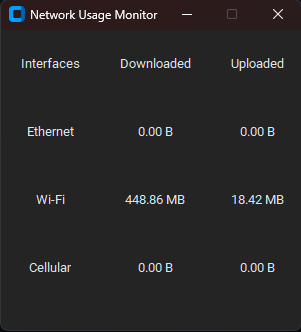 Network Usage Monitor
Interfaces Downloaded Uploaded
Ethernet 0.00 B 0.00 B
Wi-Fi 448.86 MB 18.42 MB
Cellular 0.00 B 0.00 B